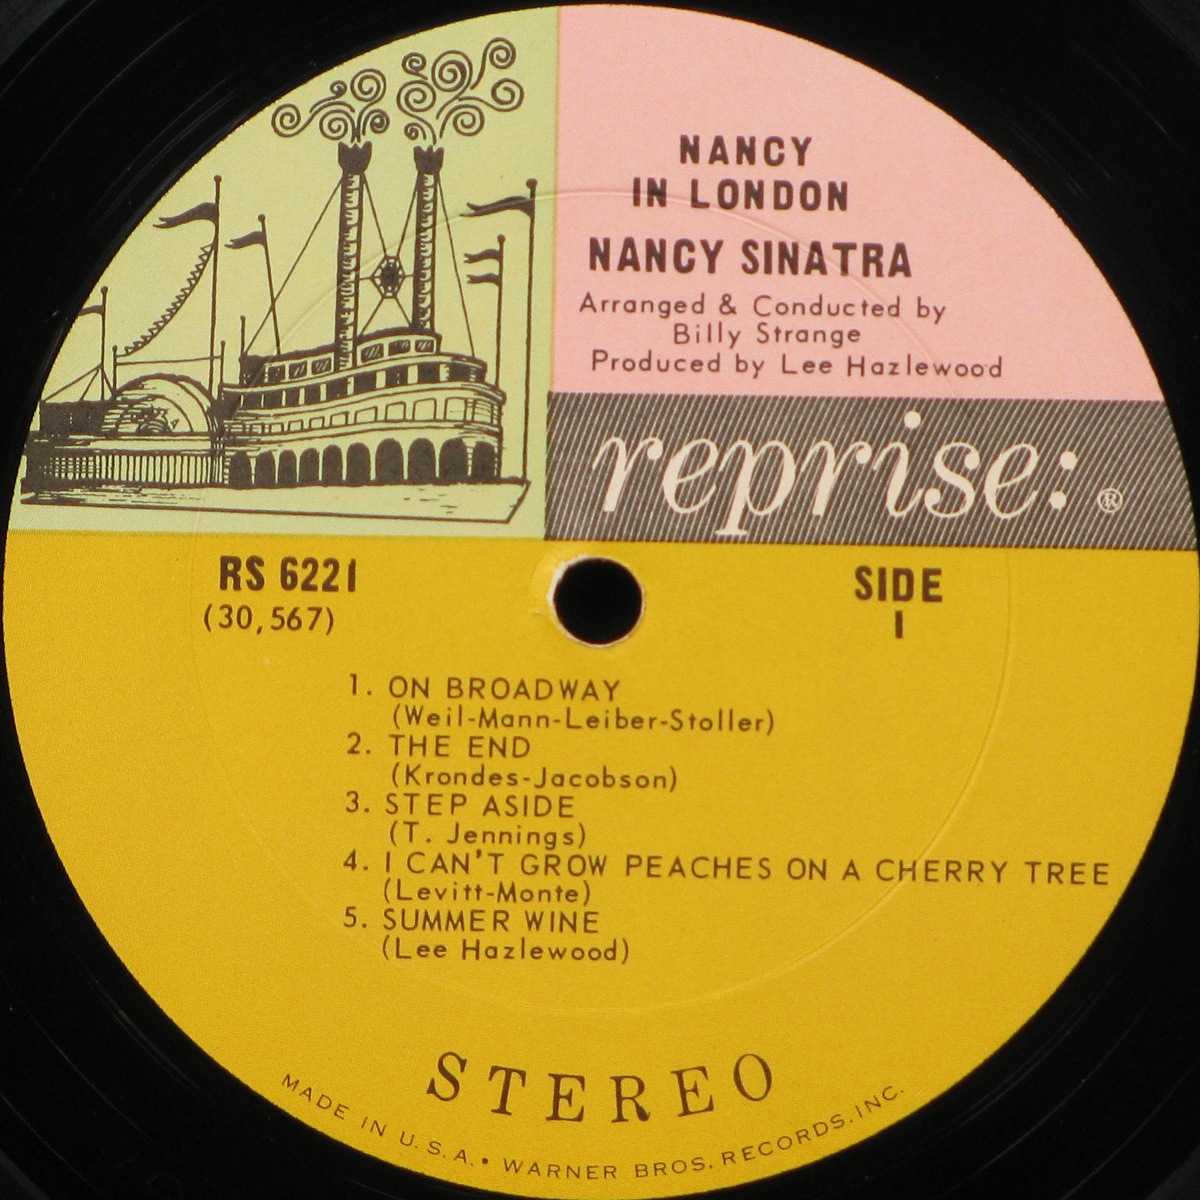 NANCY
IN LONDON
NANCY SINATRA
Arranged & Conducted by
Billy Strange
Produced by Lee Hazlewood
reprise: ®
RS 6221
(30,567)
SIDE
1
1. ON BROADWAY
(Weil-Mann-Leiber-Stoller)
2. THE END
(Krondes-Jacobson)
3. STEP ASIDE
(T. Jennings)
4. I CAN'T GROW PEACHES ON A CHERRY TREE
(Levitt-Monte)
5. SUMMER WINE
(Lee Hazlewood)
STEREO
MADE IN U.S.A. • WARNER BROS. RECORDS, INC.